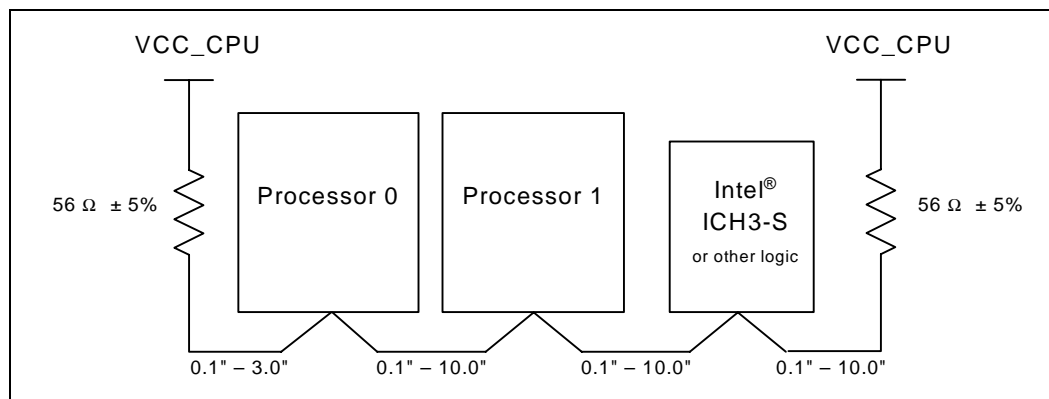 VCC_CPU
VCC_CPU
56 Ω ± 5%
Processor 0
Processor 1
Intel®
ICH3-S
or other logic
56 Ω ± 5%
0.1" – 3.0"
0.1" – 10.0"
0.1" – 10.0"
0.1" – 10.0"